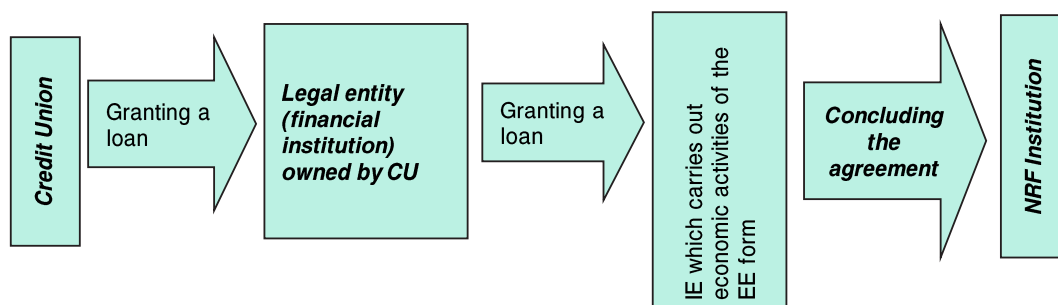 Credit Union
Granting a
loan
Legal entity
(financial
institution)
owned by CU
Granting a
loan
IE which carries out
economic activities of the
EE form
Concluding
the
agreement
NRF Institution